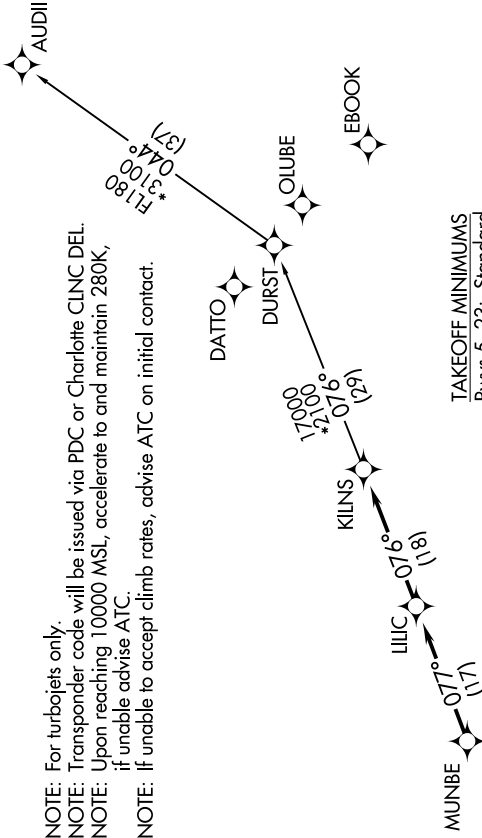 NOTE: For turbojets only.
NOTE: Transponder code will be issued via PDC or Charlotte CLNC DEL.
NOTE: Upon reaching 10000 MSL, accelerate to and maintain 280K,
if unable advise ATC.
NOTE: If unable to accept climb rates, advise ATC on initial contact.
AUDII
FL180
*3100
044°
(37)
EBOOK
OLUBE
DURST
DATTO
17000
*2100
076°
(29)
KILNS
076°
(18)
LILIC
077°
(17)
MUNBE
TAKEOFF MINIMUMS